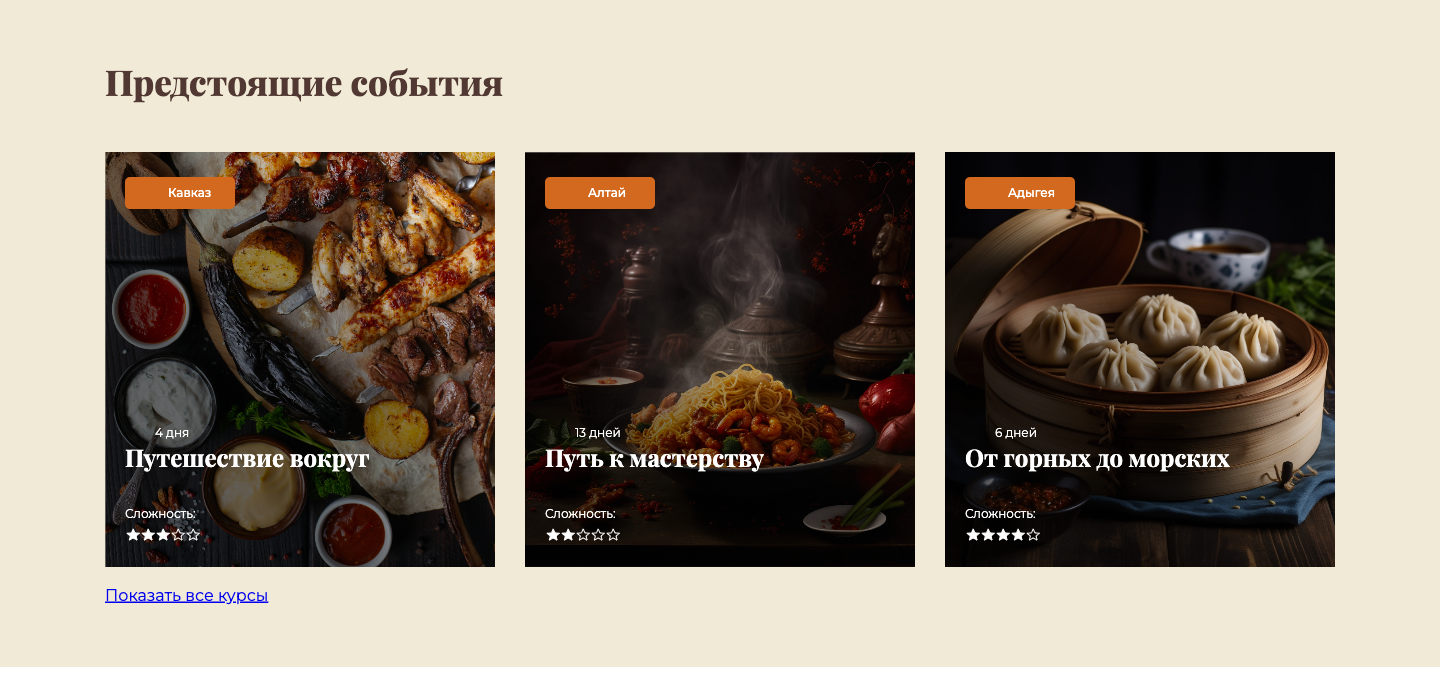 Предстоящие события
Кавказ
4 дня
Путешествие вокруг
Сложность:
Алтай
13 дней
Путь к мастерству
Сложность:
Адыгея
6 дней
От горных до морских
Сложность:
Показать все курсы